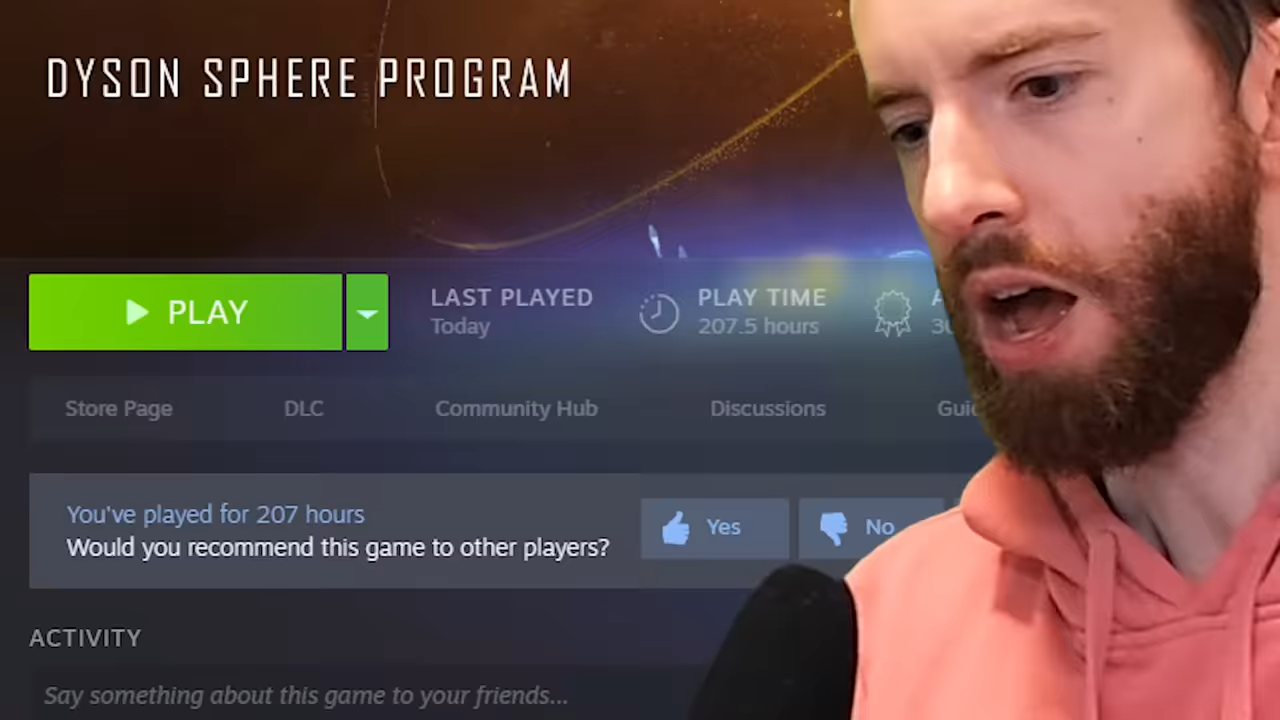 DYSON SPHERE PROGRAM
PLAY
LAST PLAYED
Today
PLAY TIME
207.5 hours
Store Page
DLC
Community Hub
Discussions
You've played for 207 hours
Would you recommend this game to other players?
Yes
No
ACTIVITY
Say something about this game to your friends...